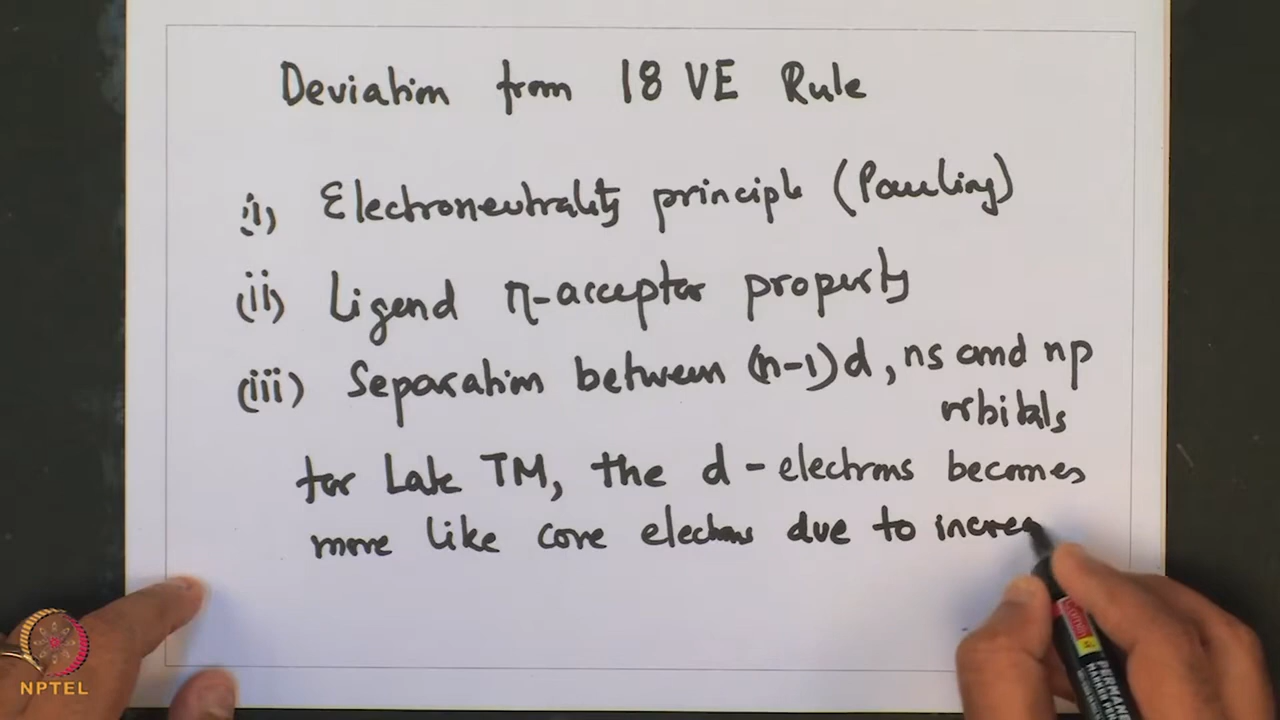 Deviation from 18 VE Rule
(i) Electroneutrality principle (Pauling)
(ii) Ligand π-acceptor property
(iii) Separation between (n-1)d, ns and np
orbitals
for Late TM, the d-electrons becomes
more like core electrons due to increa
NPTEL